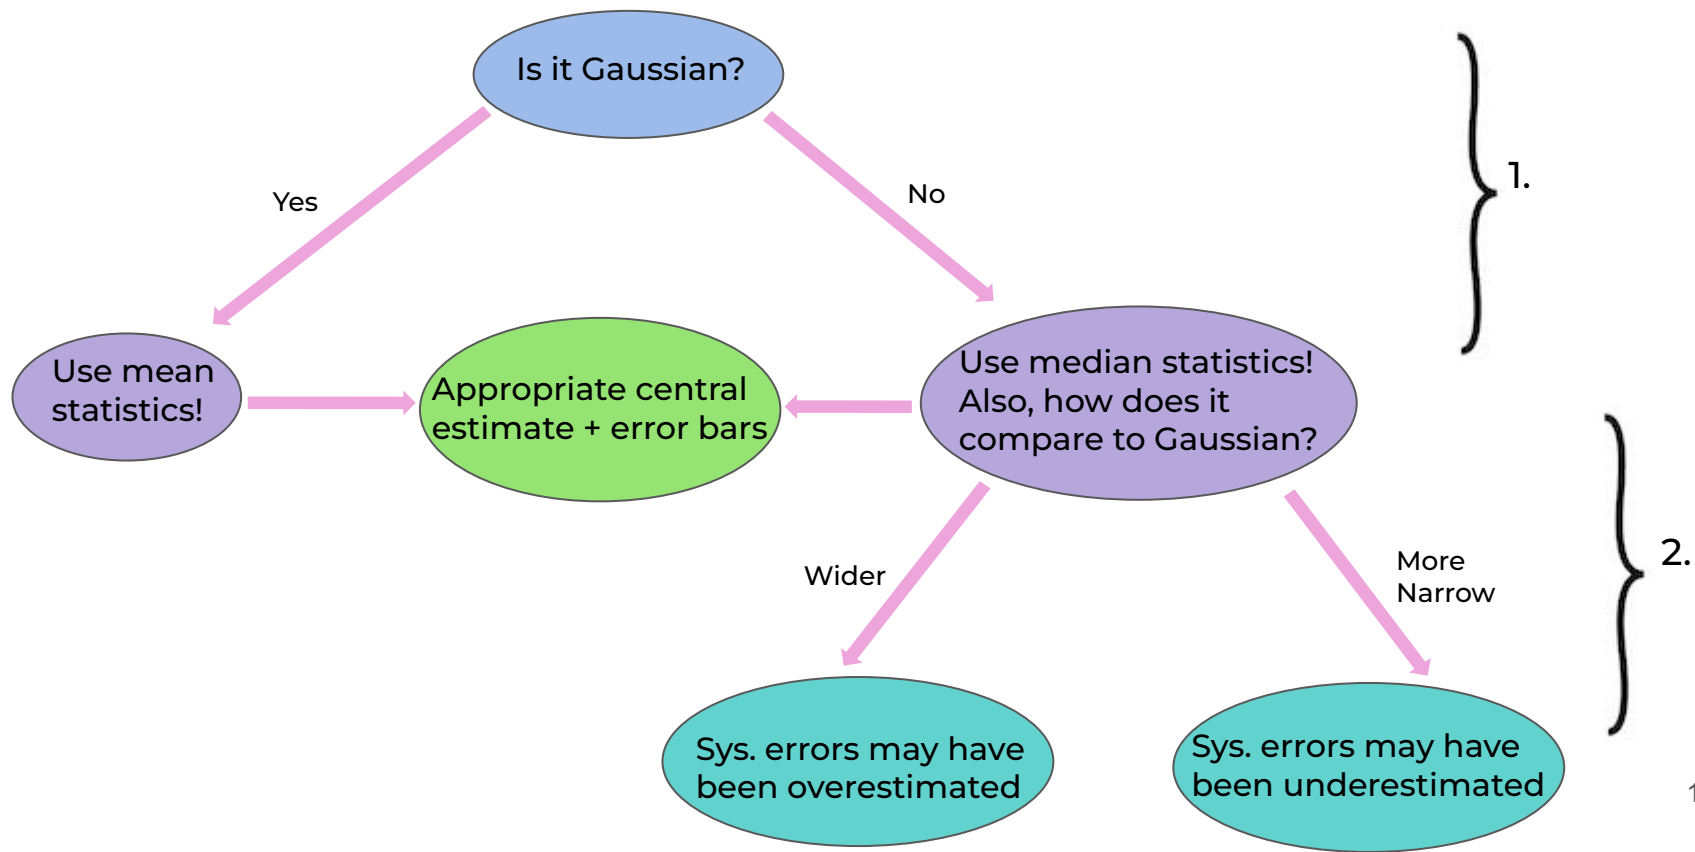 Is it Gaussian?
1.
Yes
No
Use mean
statistics!
Appropriate central
estimate + error bars
Use median statistics!
Also, how does it
compare to Gaussian?
2.
Wider
More
Narrow
Sys. errors may have
been overestimated
Sys. errors may have
been underestimated
1